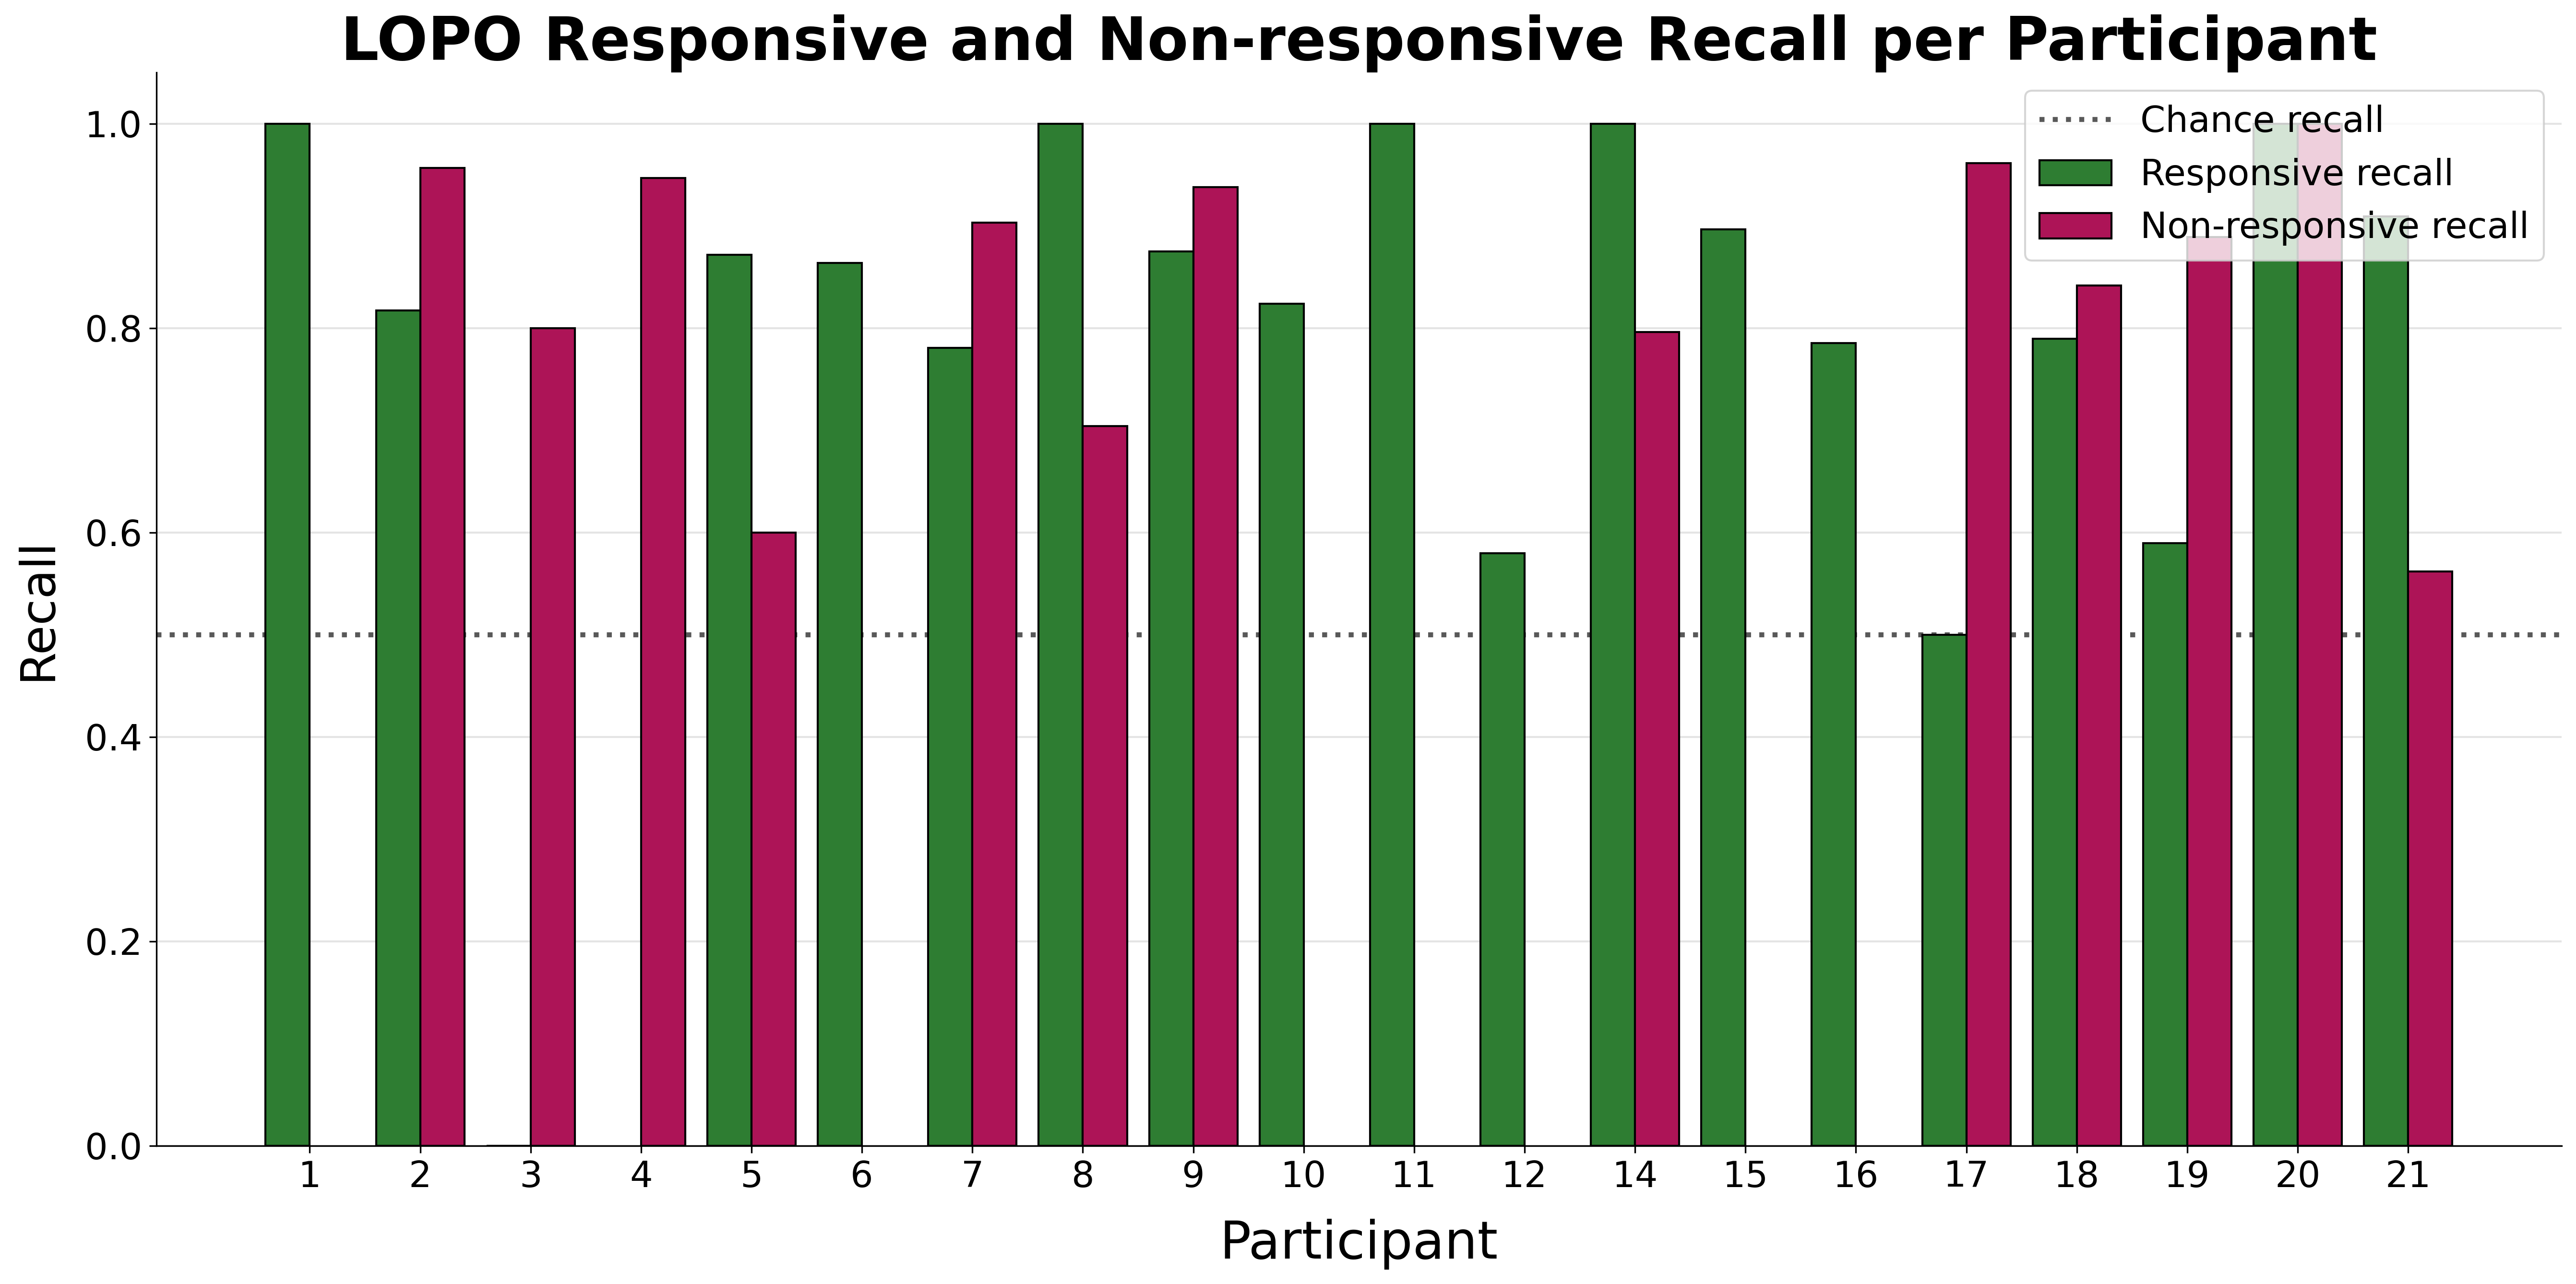 LOPO Responsive and Non-responsive Recall per Participant
Chance recall
Responsive recall
Non-responsive recall
Recall
1.0
0.8
0.6
0.4
0.2
0.0
1 2 3 4 5 6 7 8 9 10 11 12 14 15 16 17 18 19 20 21
Participant